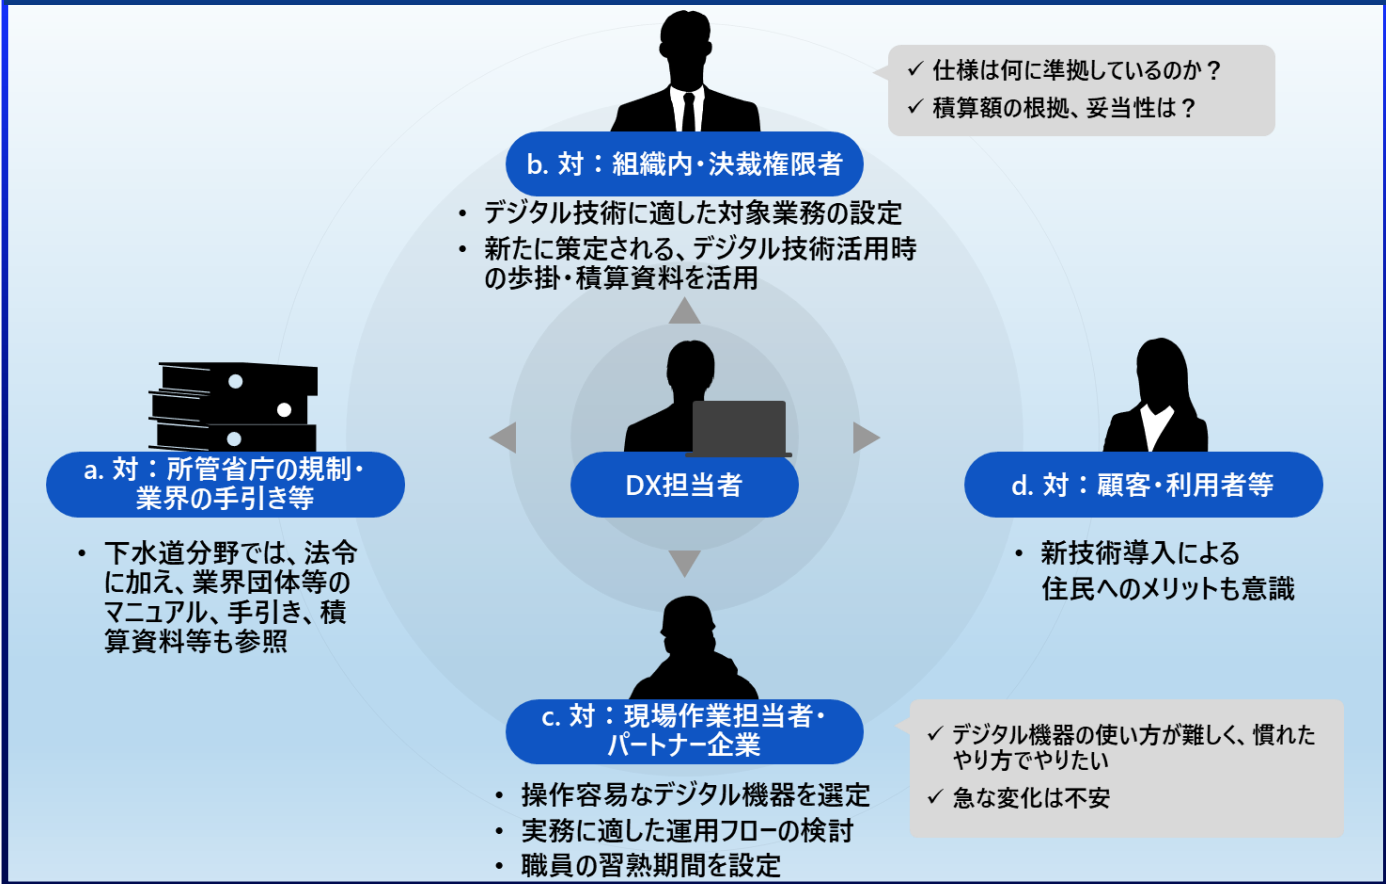 仕様は何に準拠しているのか？
積算額の根拠、妥当性は？
b. 対：組織内・決裁権限者
• デジタル技術に適した対象業務の設定
• 新たに策定される、デジタル技術活用時
の歩掛・積算資料を活用
a. 対：所管省庁の規制・
業界の手引き等
• 下水道分野では、法令
に加え、業界団体等の
マニュアル、手引き、積
算資料等も参照
DX担当者
d. 対：顧客・利用者等
• 新技術導入による
住民へのメリットも意識
c. 対：現場作業担当者・
パートナー企業
• 操作容易なデジタル機器を選定
• 実務に適した運用フローの検討
• 職員の習熟期間を設定
✓ デジタル機器の使い方が難しく、慣れた
やり方でやりたい
✓ 急な変化は不安